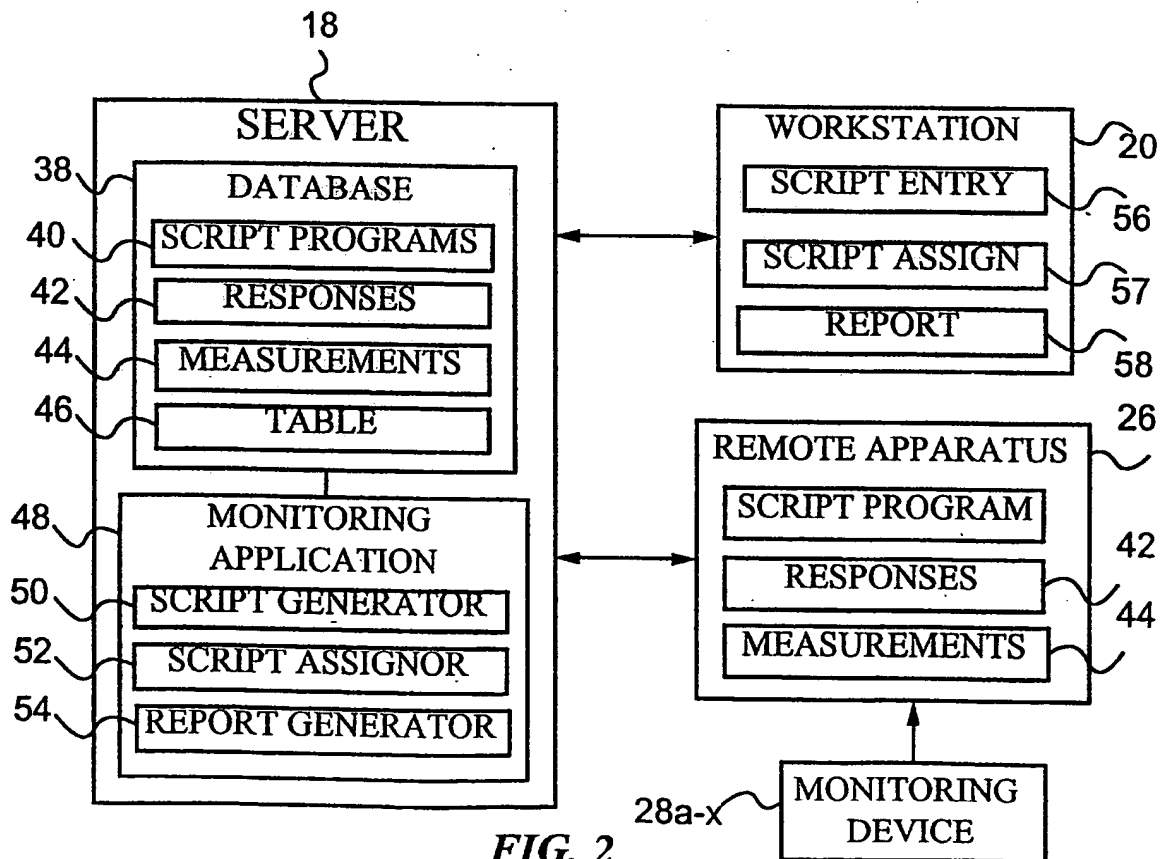 18
SERVER
38
DATABASE
40
SCRIPT PROGRAMS
42
RESPONSES
44
MEASUREMENTS
46
TABLE
48
MONITORING
APPLICATION
50
SCRIPT GENERATOR
52
SCRIPT ASSIGNOR
54
REPORT GENERATOR
WORKSTATION
20
SCRIPT ENTRY
56
SCRIPT ASSIGN
57
REPORT
58
26
REMOTE APPARATUS
SCRIPT PROGRAM
42
RESPONSES
44
MEASUREMENTS
28a-x
MONITORING
DEVICE
FIG. 2